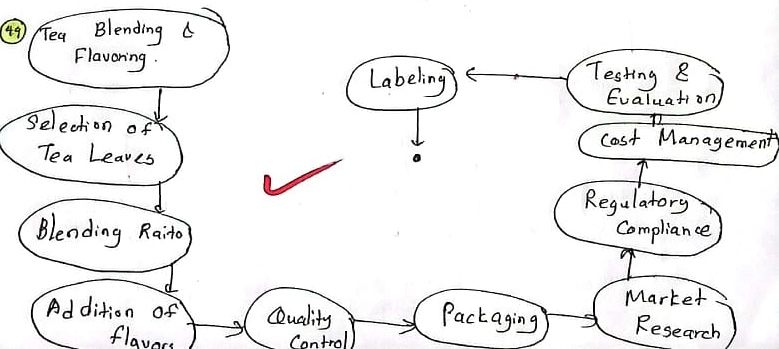 49
Tea Blending &
Flavoring.
Selection of
Tea Leaves
Blending Raito
Addition of
flavors
Quality
Control
Packaging
Market
Research
Regulatory
Compliance
Cost Management
Testing &
Evaluation
Labeling